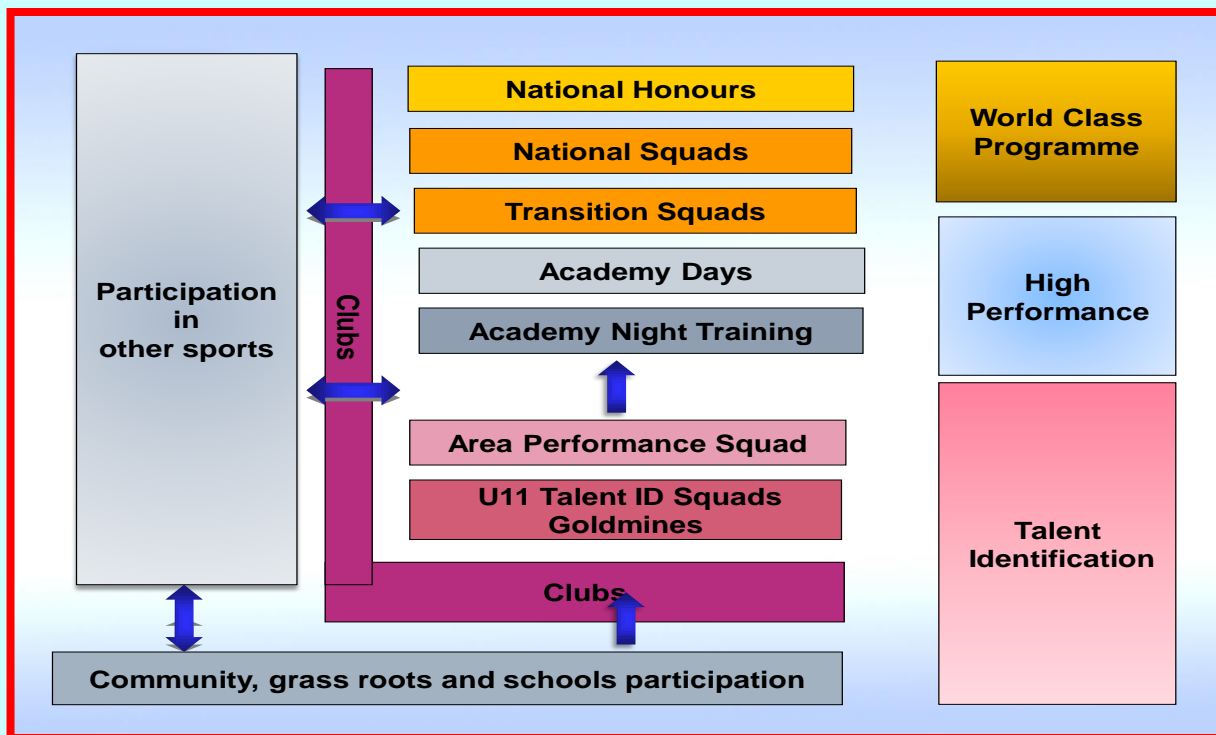 Participation
in
other sports
Clubs
National Honours
National Squads
Transition Squads
Academy Days
Academy Night Training
Area Performance Squad
U11 Talent ID Squads
Goldmines
Clubs
Community, grass roots and schools participation
World Class
Programme
High
Performance
Talent
Identification